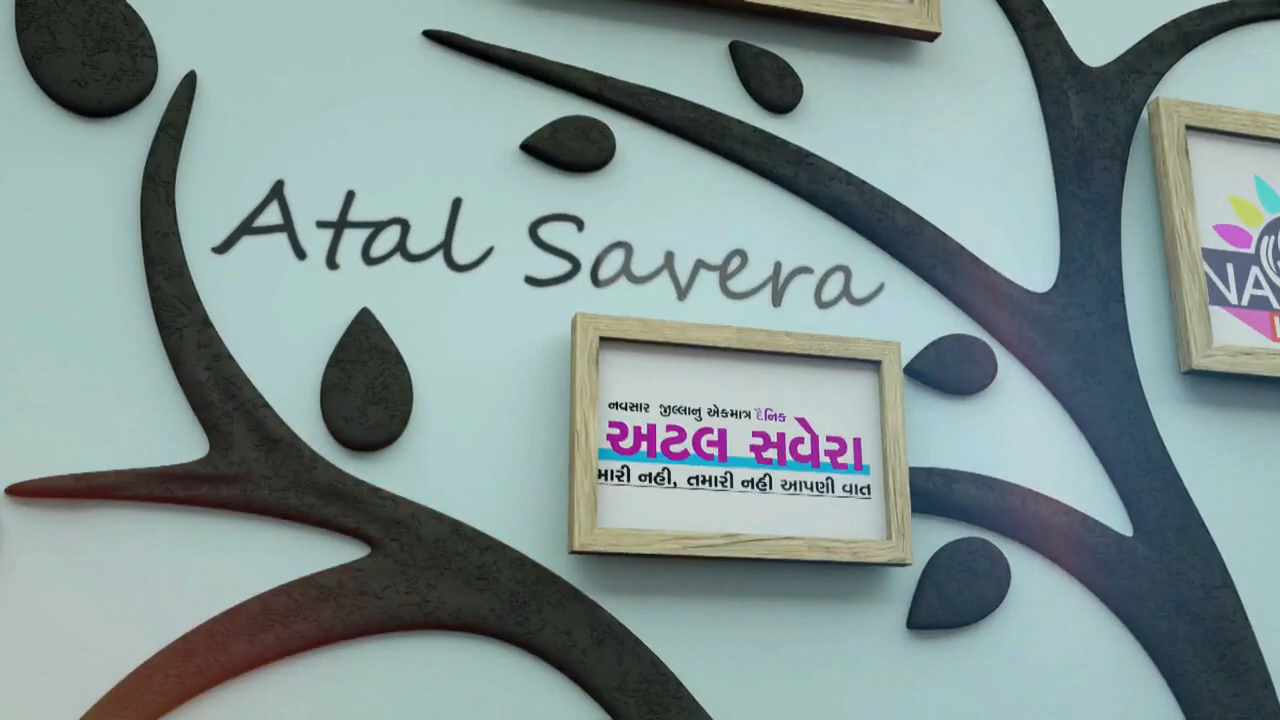 Atal Savera
નવસાર જીલ્લાનુ એકમાત્ર દૈનિક
અટલ સવેરા
મારી નહી, તમારી નહી આપણી વાત